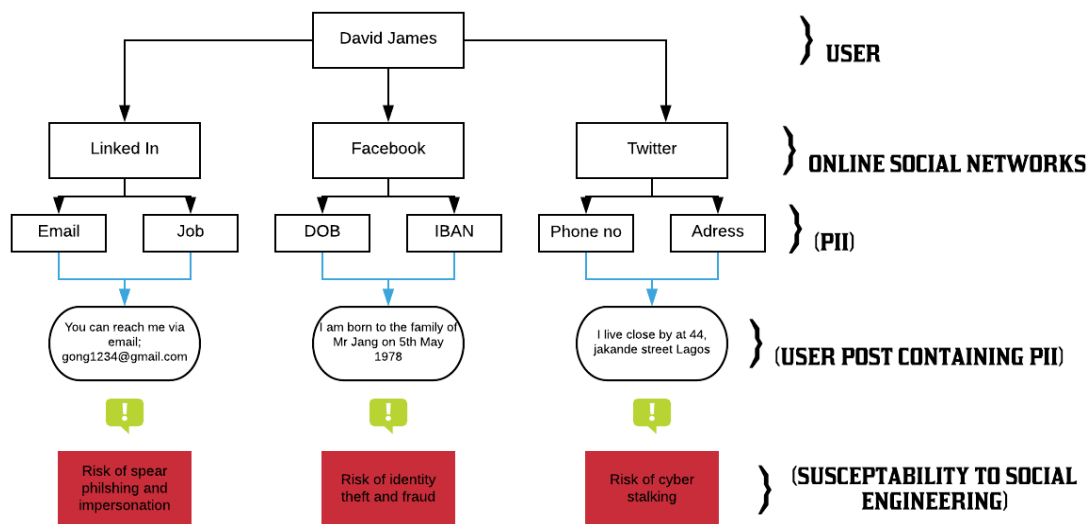 David James
USER
Linked In
Facebook
Twitter
ONLINE SOCIAL NETWORKS
Email
Job
DOB
IBAN
Phone no
Adress
(PII)
You can reach me via
email;
gong1234@gmail.com
I am born to the family of
Mr Jang on 5th May
1978
I live close by at 44,
jakande street Lagos
(USER POST CONTAINING PII)
Risk of spear
philshing and
impersonation
Risk of identity
theft and fraud
Risk of cyber
stalking
(SUSCEPTABILITY TO SOCIAL
ENGINEERING)